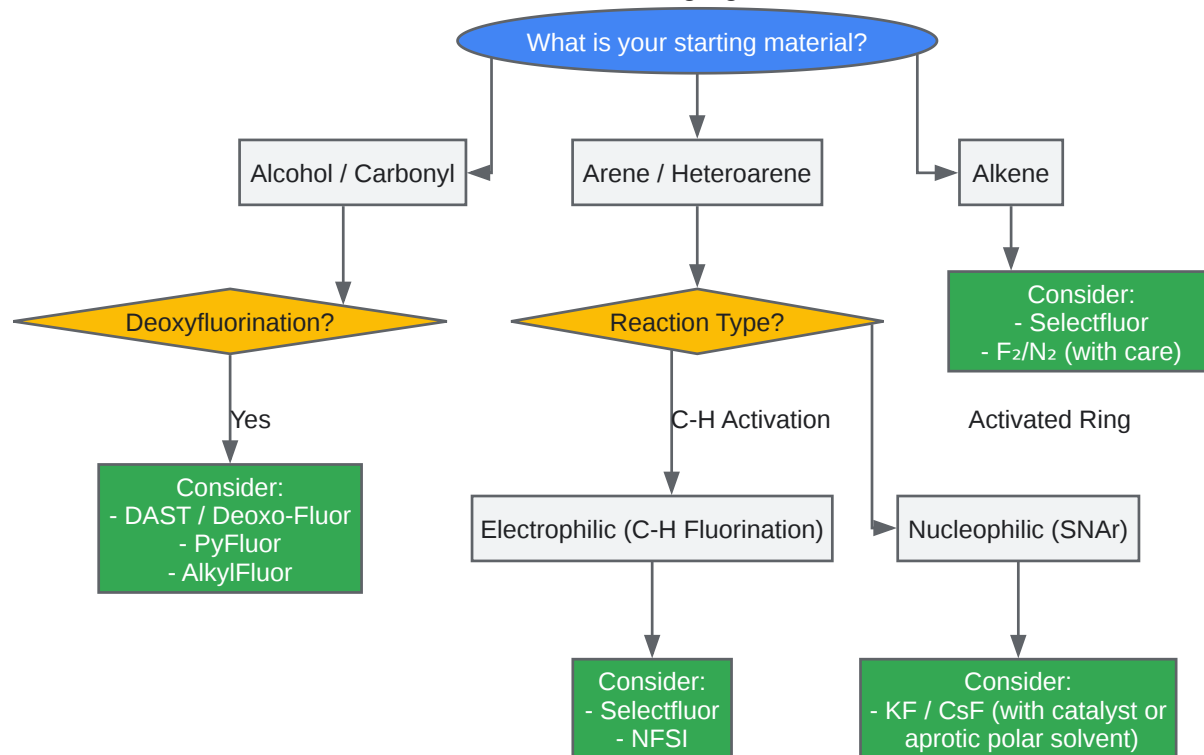 What is your starting material?
Alcohol / Carbonyl
Arene / Heteroarene
Alkene
Deoxyfluorination?
Reaction Type?
Consider:
- Selectfluor
- F₂/N₂ (with care)
Yes
C-H Activation
Activated Ring
Consider:
- DAST / Deoxo-Fluor
- PyFluor
- AlkylFluor
Electrophilic (C-H Fluorination)
Nucleophilic (SNAr)
Consider:
- Selectfluor
- NFSI
Consider:
- KF / CsF (with catalyst or
aprotic polar solvent)